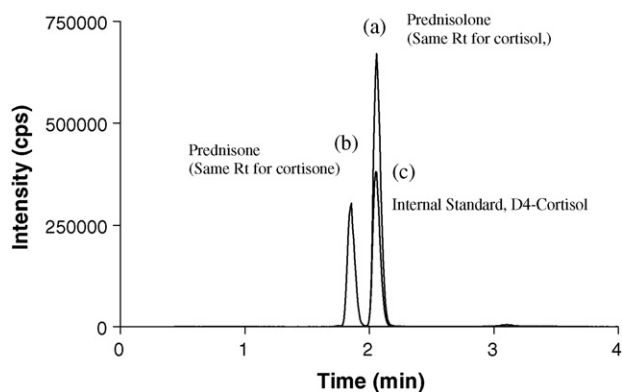 750000
500000
250000
0
Intensity (cps)
(a)
Prednisolone
(Same Rt for cortisol,)
(b)
Prednisone
(Same Rt for cortisone)
(c)
Internal Standard, D4-Cortisol
0 1 2 3 4
Time (min)